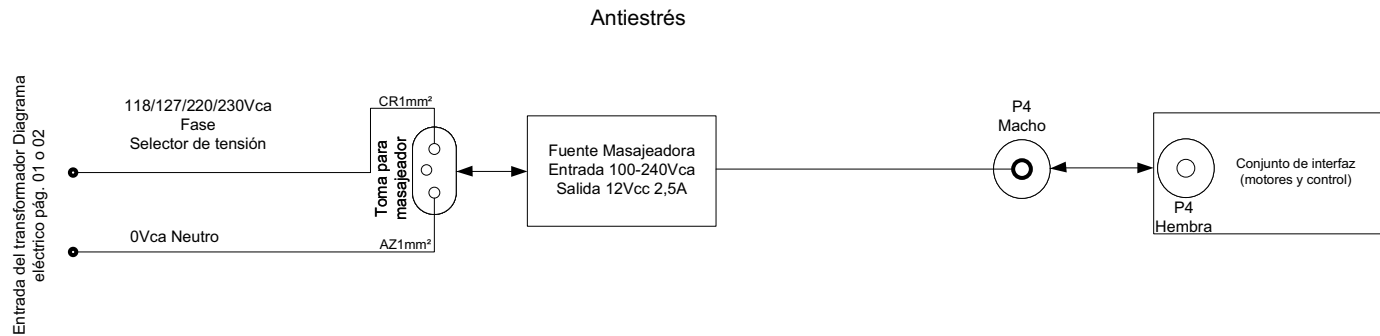 Antiestrés
Entrada del transformador Diagrama
eléctrico pág. 01 o 02
118/127/220/230Vca
Fase
Selector de tensión
0Vca Neutro
CR1mm²
AZ1mm²
Toma para
masajeador
Fuente Masajeadora
Entrada 100-240Vca
Salida 12Vcc 2,5A
P4
Macho
P4
Hembra
Conjunto de interfaz
(motores y control)